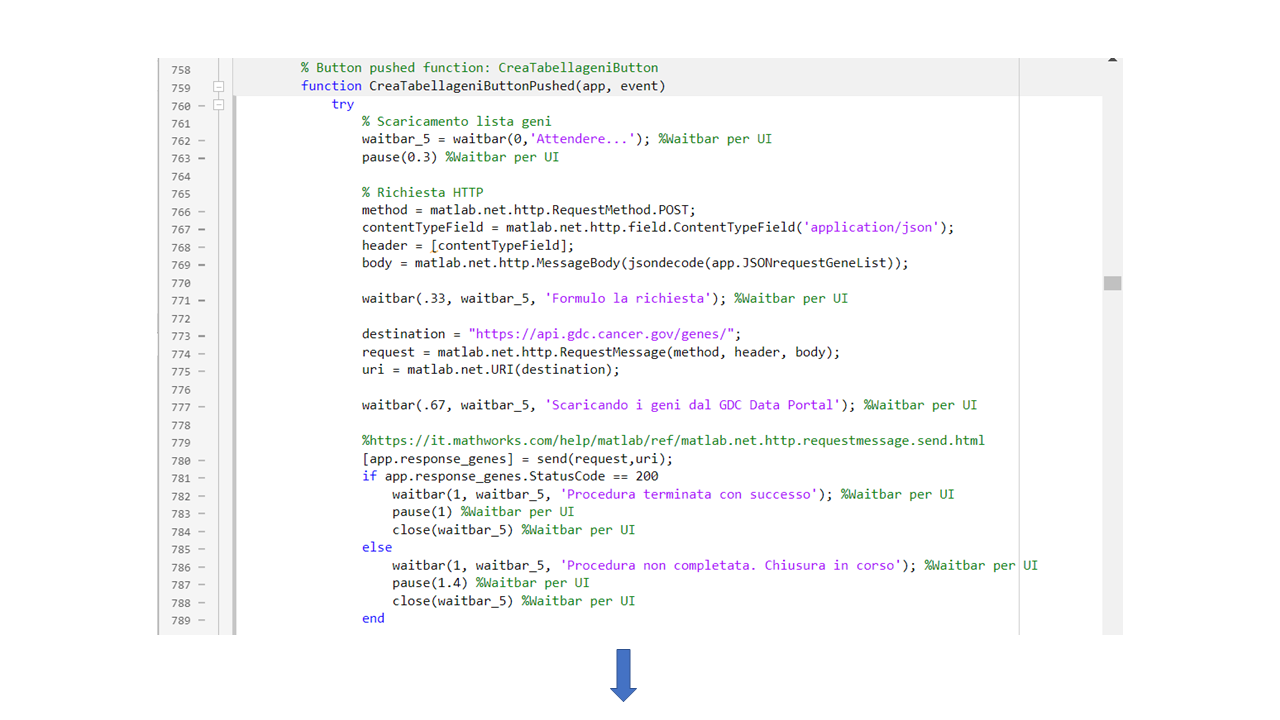 758 % Button pushed function: CreaTabellageniButton
759 function CreaTabellageniButtonPushed(app, event)
760 try
761 % Scaricamento lista geni
762 waitbar_5 = waitbar(0,'Attendere...'); %Waitbar per UI
763 pause(0.3) %Waitbar per UI
764
765 % Richiesta HTTP
766 method = matlab.net.http.RequestMethod.POST;
767 contentTypeField = matlab.net.http.field.ContentTypeField('application/json');
768 header = [contentTypeField];
769 body = matlab.net.http.MessageBody(jsondecode(app.JSONrequestGeneList));
770
771 waitbar(.33, waitbar_5, 'Formulo la richiesta'); %Waitbar per UI
772
773 destination = "https://api.gdc.cancer.gov/genes/";
774 request = matlab.net.http.RequestMessage(method, header, body);
775 uri = matlab.net.URI(destination);
776
777 waitbar(.67, waitbar_5, 'Scaricando i geni dal GDC Data Portal'); %Waitbar per UI
778
779 %https://it.mathworks.com/help/matlab/ref/matlab.net.http.requestmessage.send.html
780 [app.response_genes] = send(request,uri);
781 if app.response_genes.StatusCode == 200
782 waitbar(1, waitbar_5, 'Procedura terminata con successo'); %Waitbar per UI
783 pause(1) %Waitbar per UI
784 close(waitbar_5) %Waitbar per UI
785 else
786 waitbar(1, waitbar_5, 'Procedura non completata. Chiusura in corso'); %Waitbar per UI
787 pause(1.4) %Waitbar per UI
788 close(waitbar_5) %Waitbar per UI
789 end